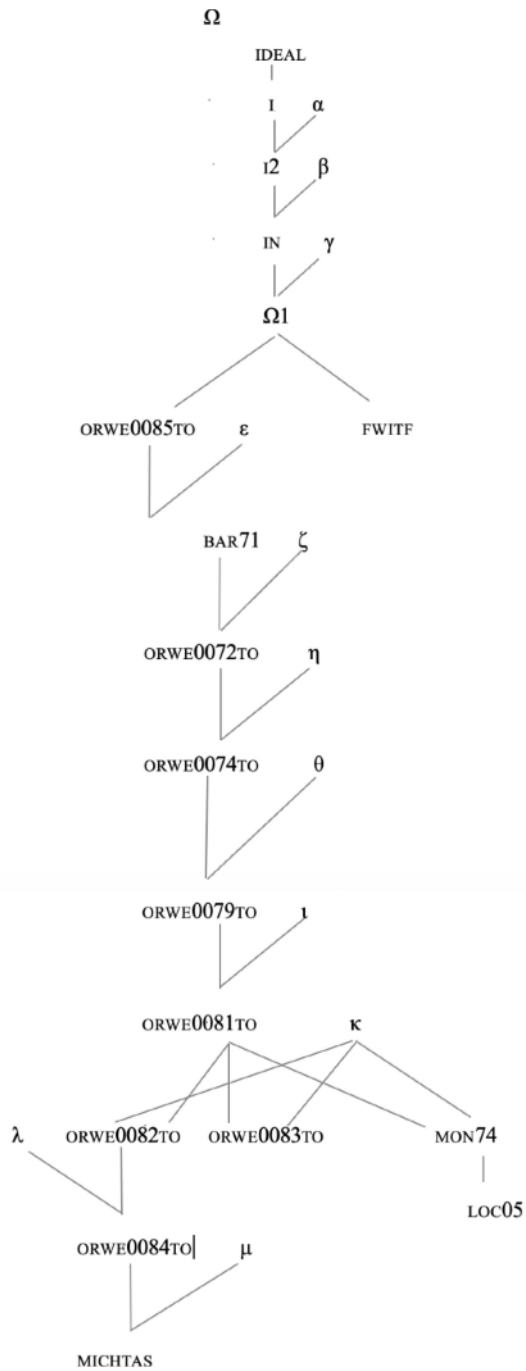 Ω
IDEAL
I α
I2 β
IN γ
Ω1
ORWE0085TO ε FWITF
BAR71 ζ
ORWE0072TO η
ORWE0074TO θ
ORWE0079TO ι
ORWE0081TO κ
λ ORWE0082TO ORWE0083TO MON74
LOC05
ORWE0084TO μ
MICHTAS